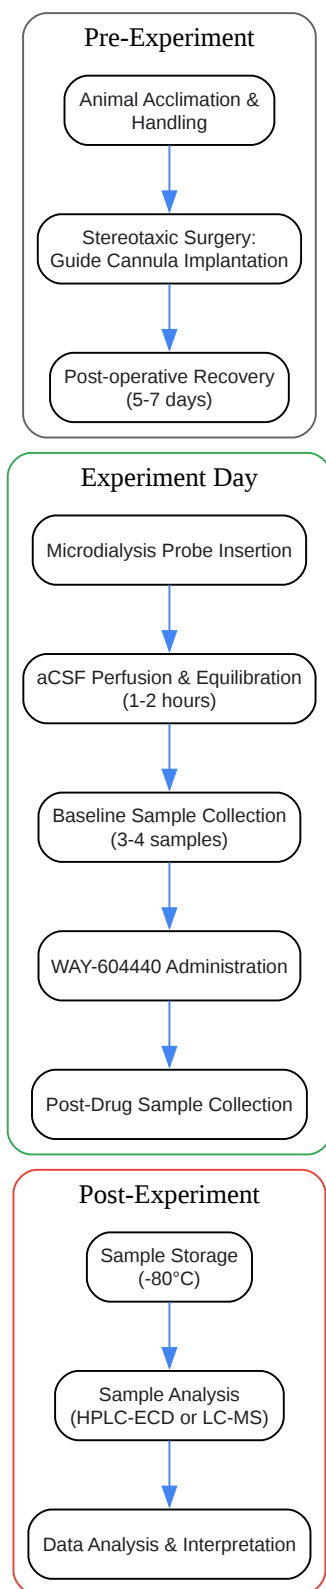 Pre-Experiment
Animal Acclimation &
Handling
Stereotaxic Surgery:
Guide Cannula Implantation
Post-operative Recovery
(5-7 days)
Experiment Day
Microdialysis Probe Insertion
aCSF Perfusion & Equilibration
(1-2 hours)
Baseline Sample Collection
(3-4 samples)
WAY-604440 Administration
Post-Drug Sample Collection
Post-Experiment
Sample Storage
(-80°C)
Sample Analysis
(HPLC-ECD or LC-MS)
Data Analysis & Interpretation